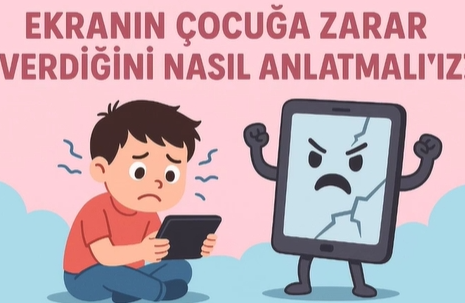 EKRANIN ÇOCUĞA ZARAR
VERDİĞİNİ NASIL ANLATMALI'IZ?